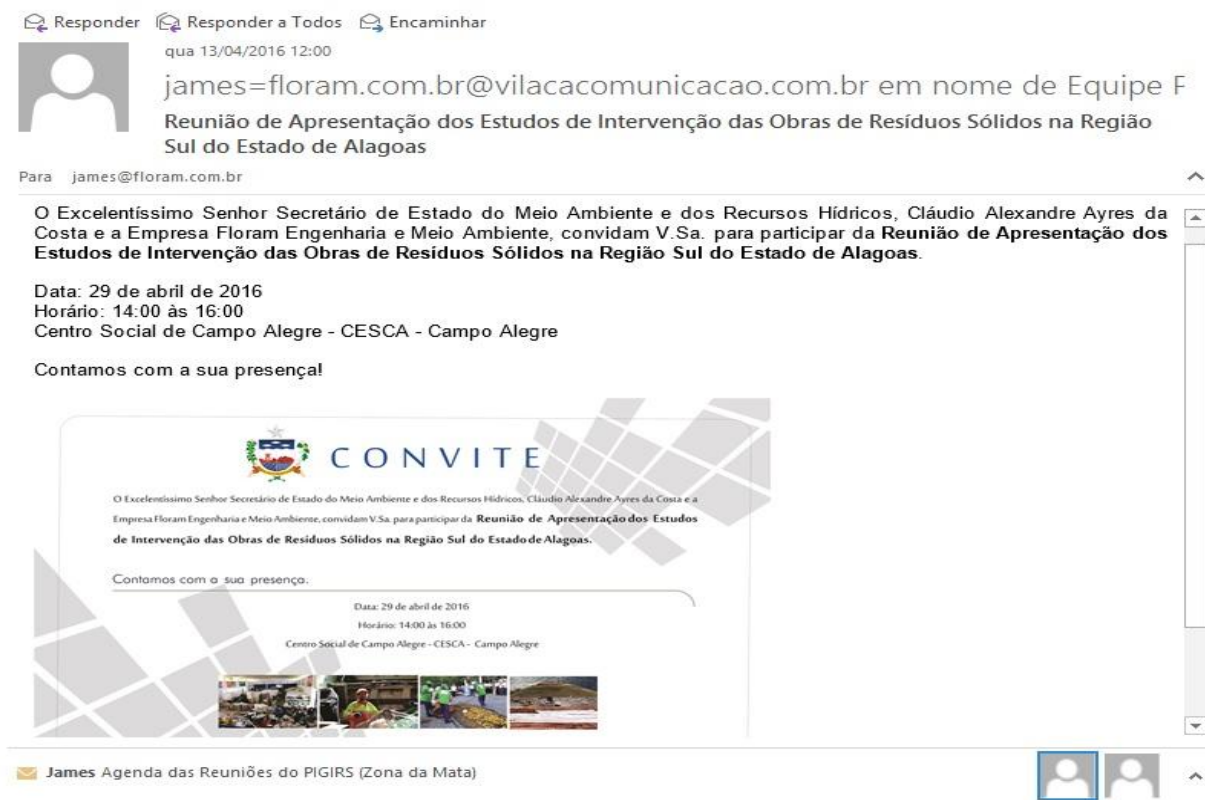 Responder Responder a Todos Encaminhar
qua 13/04/2016 12:00
james=floram.com.br@vilacacomunicacao.com.br em nome de Equipe F
Reunião de Apresentação dos Estudos de Intervenção das Obras de Resíduos Sólidos na Região
Sul do Estado de Alagoas
Para james@floram.com.br
O Excelentíssimo Senhor Secretário de Estado do Meio Ambiente e dos Recursos Hídricos, Cláudio Alexandre Ayres da
Costa e a Empresa Floram Engenharia e Meio Ambiente, convidam V.Sa. para participar da Reunião de Apresentação dos
Estudos de Intervenção das Obras de Resíduos Sólidos na Região Sul do Estado de Alagoas.
Data: 29 de abril de 2016
Horário: 14:00 às 16:00
Centro Social de Campo Alegre - CESCA - Campo Alegre
Contamos com a sua presença!
CONVITE
O Excelentíssimo Senhor Secretário de Estado do Meio Ambiente e dos Recursos Hídricos, Cláudio Alexandre Ayres da Costa e a
Empresa Floram Engenharia e Meio Ambiente, convidam V.Sa. para participar da Reunião de Apresentação dos Estudos
de Intervenção das Obras de Resíduos Sólidos na Região Sul do Estado de Alagoas.
Contamos com a sua presença.
Data: 29 de abril de 2016
Horário: 14:00 às 16:00
Centro Social de Campo Alegre - CESCA - Campo Alegre
James Agenda das Reuniões do PIGIRS (Zona da Mata)